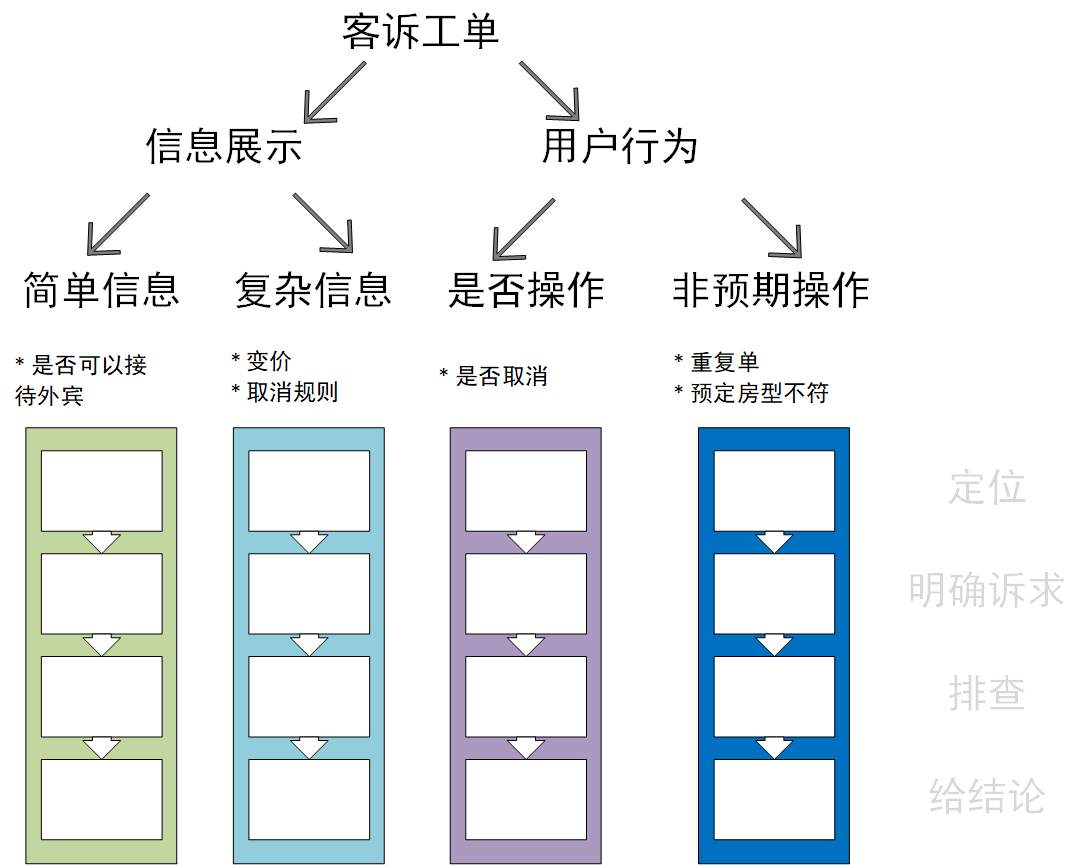 客诉工单
信息展示
用户行为
简单信息
复杂信息
是否操作
非预期操作
* 是否可以接
待外宾
* 变价
* 取消规则
* 是否取消
* 重复单
* 预定房型不符
定位
明确诉求
排查
给结论